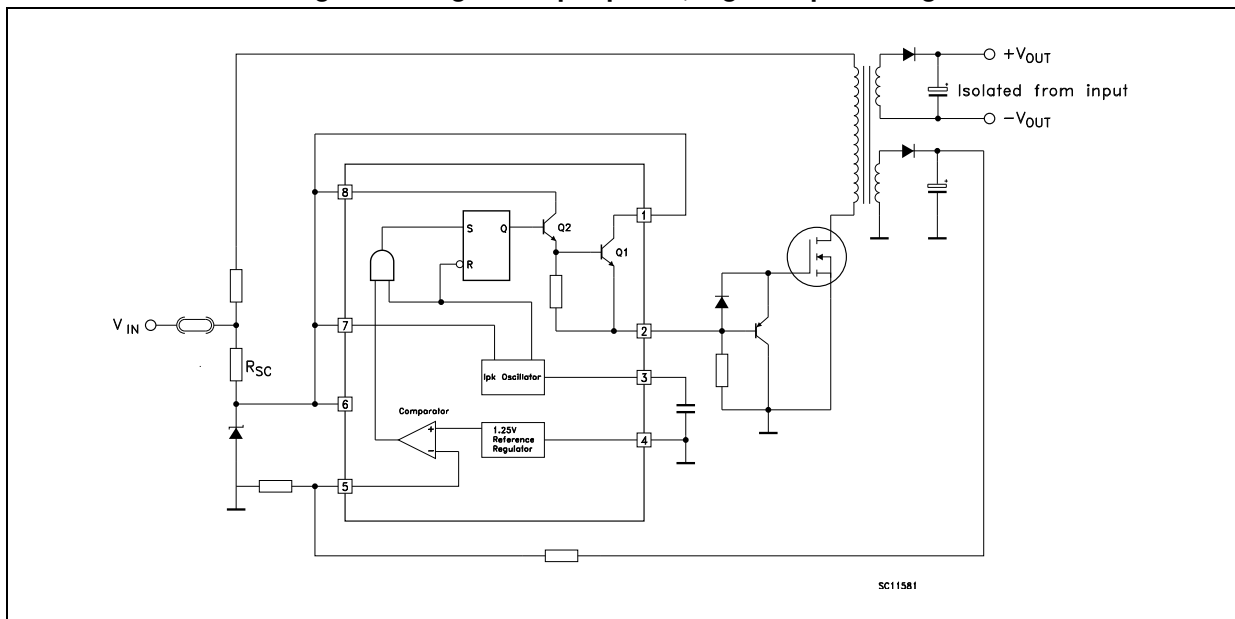 +VOUT
Isolated from input
-VOUT
8
1
S Q
Q2
R
Q1
VIN
7
2
RSC
Ipk Oscillator
3
6
Comparator
+
-
1.25V
Reference
Regulator
4
5
SC11581